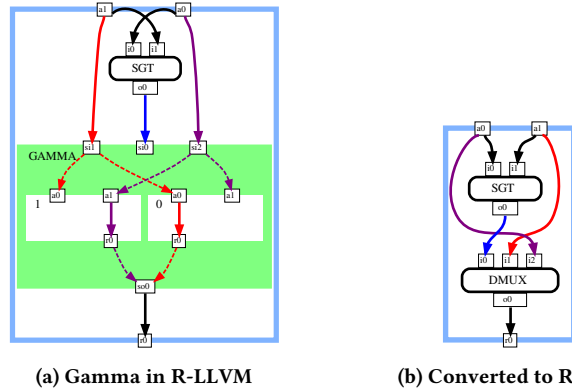 a1 a0
i0 i1
SGT
o0
GAMMA si1 si0 si2
a0 1 a1 0 a0 a1
r0 r0
so0
r0
a0 a1
i0 i1
SGT
o0
i0 i1 i2
DMUX
o0
r0
(a) Gamma in R-LLVM
(b) Converted to R